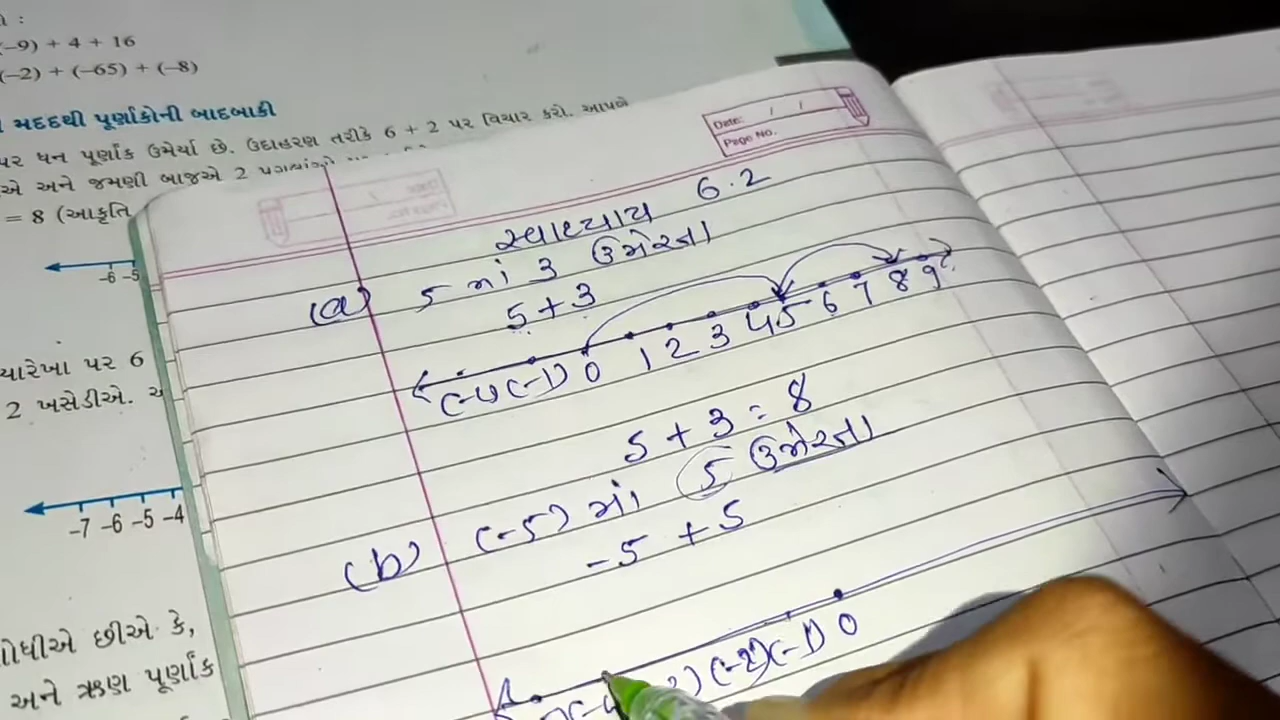 (-9) + 4 + 16
(-2) + (-65) + (-8)
મદદથી પૂર્ણાંકોની બાદબાકી
પર ધન પૂર્ણાંક ઉમેર્યા છે. ઉદાહરણ તરીકે 6 + 2 પર વિચાર કરો. આપણે
એ અને જમણી બાજુએ 2 પગલાંઓ
= 8 (આકૃતિ
-6 -5
યારેખા પર 6
2 ખસેડીએ.
-7 -6 -5 -4
શોધીએ છીએ કે,
અને ઋણ પૂર્ણાંક
Date: / /
Page No.
સ્વાધ્યાય 6.2
(a) 5 માં 3 ઉમેરતા
5 + 3
(-1) 0 1 2 3 4 5 6 7 8 9
5 + 3 = 8
(b) (-5) માં 5 ઉમેરતા
-5 + 5
(-2) (-1) 0